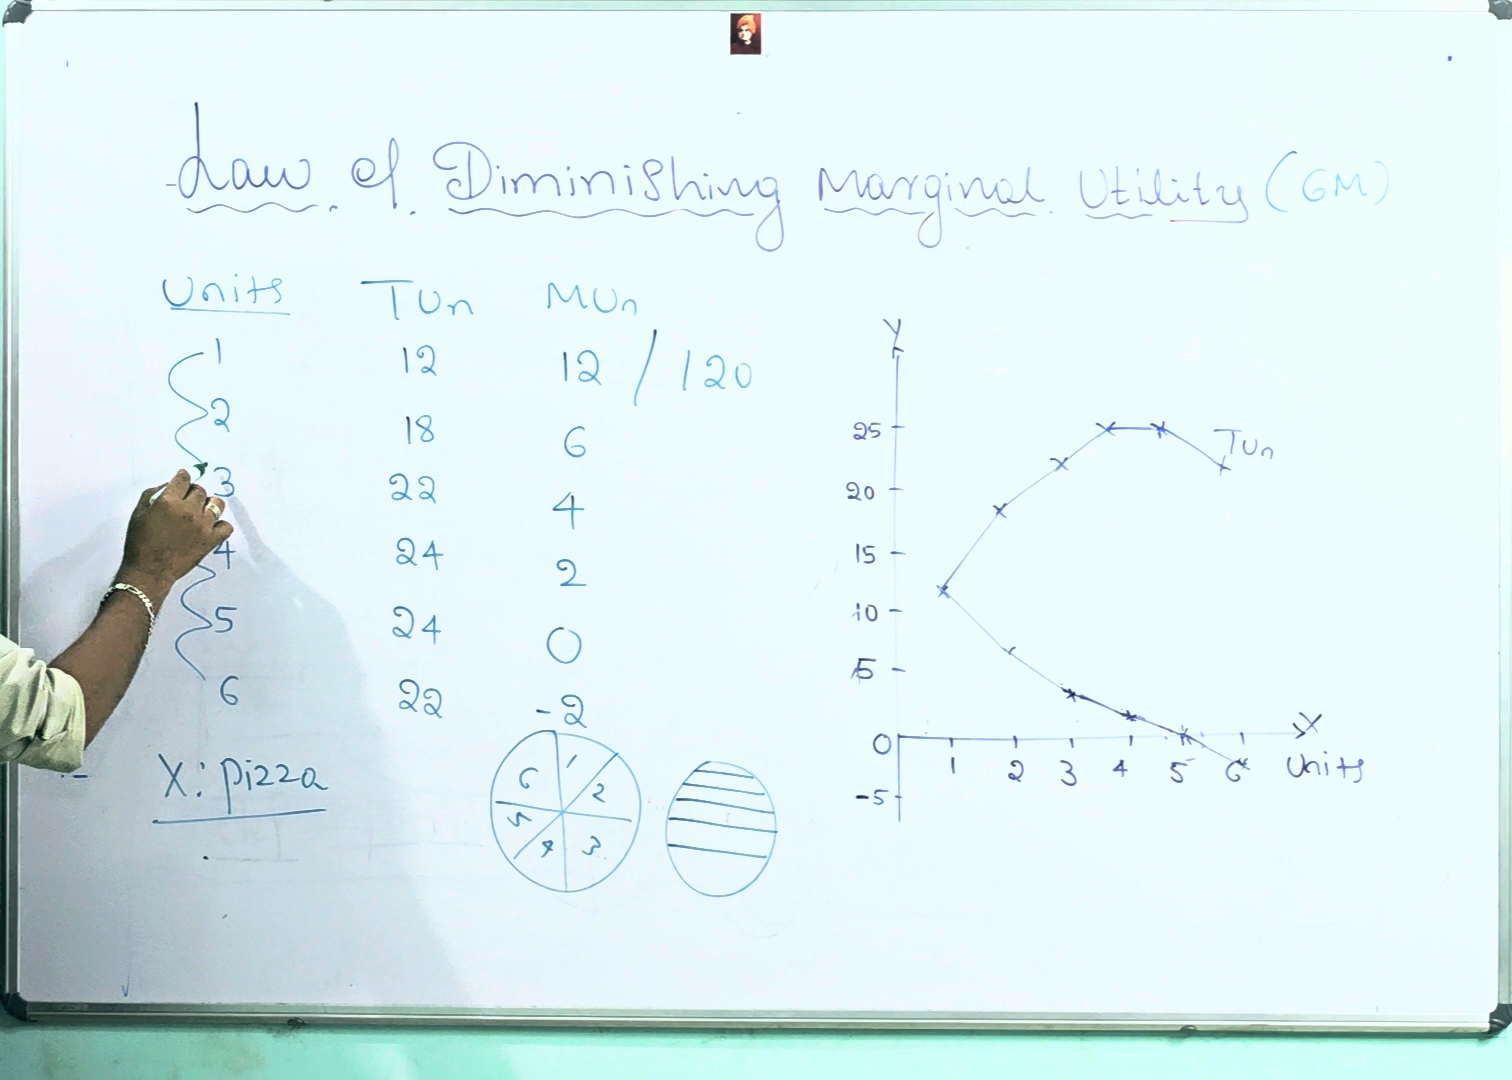 Law of Diminishing Marginal Utility (6M)
Units TUn MUn
1 12 12 / 120
2 18 6
3 22 4
4 24 2
5 24 0
6 22 -2
X: Pizza
1
2
3
4
5
6
Y
25
20
15
10
5
0
-5
TUn
1 2 3 4 5 6 Units
X